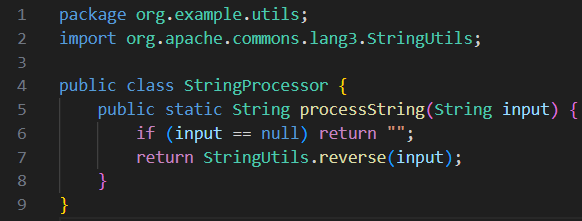 1 package org.example.utils;
2 import org.apache.commons.lang3.StringUtils;
3
4 public class StringProcessor {
5     public static String processString(String input) {
6         if (input == null) return "";
7         return StringUtils.reverse(input);
8     }
9 }